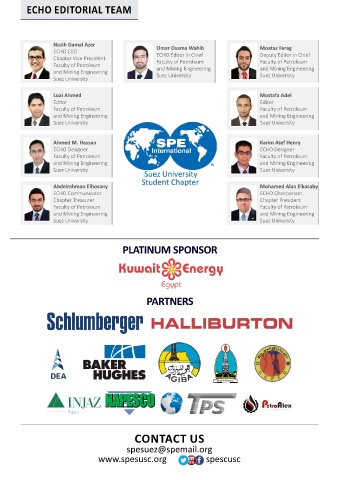 ECHO EDITORIAL TEAM
Nazih Gamal Azer
ECHO CEO
Chapter Vice President
Faculty of Petroleum
and Mining Engineering
Suez University
Omar Osama Wahib
ECHO Editor in Chief
Faculty of Petroleum
and Mining Engineering
Suez University
Moataz Farag
Deputy Editor in Chief
Faculty of Petroleum
and Mining Engineering
Suez University
Loai Ahmed
Editor
Faculty of Petroleum
and Mining Engineering
Suez University
Mostafa Adel
Editor
Faculty of Petroleum
and Mining Engineering
Suez University
Ahmed M. Hassan
ECHO Designer
Faculty of Petroleum
and Mining Engineering
Suez University
SPE
International
Suez University
Student Chapter
Karim Atef Henry
ECHO Designer
Faculty of Petroleum
and Mining Engineering
Suez University
Abdelrahman Elhosany
ECHO Communicator
Chapter Treasurer
Faculty of Petroleum
and Mining Engineering
Suez University
Mohamed Alaa Elkasaby
ECHO Chairperson
Chapter President
Faculty of Petroleum
and Mining Engineering
Suez University
PLATINUM SPONSOR
Kuwait Energy
Egypt
PARTNERS
Schlumberger HALLIBURTON
DEA
BAKER
HUGHES
AGIBA
INJAZ
NAPESCO
TPS
PetroAlien
CONTACT US
spesuez@spemail.org
www.spesusc.org spescusc